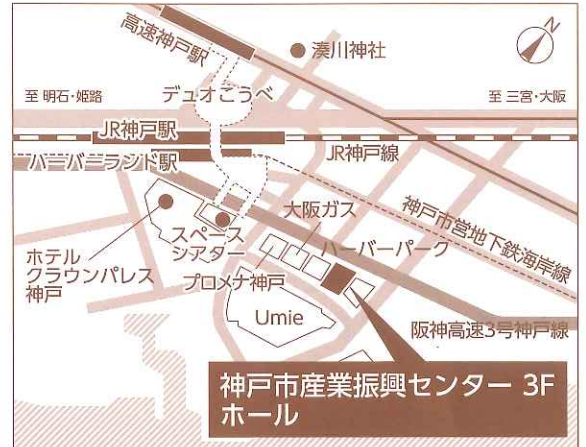 高速神戸駅
湊川神社
N
至 明石・姫路
デュオこうべ
至 三宮・大阪
JR神戸駅
JR神戸線
ハーバーランド駅
神戸市営地下鉄海岸線
大阪ガス
スペース
シアター
ハーバーパーク
ホテル
クラウンパレス
神戸
プロメナ神戸
Umie
阪神高速3号神戸線
神戸市産業振興センター 3F
ホール